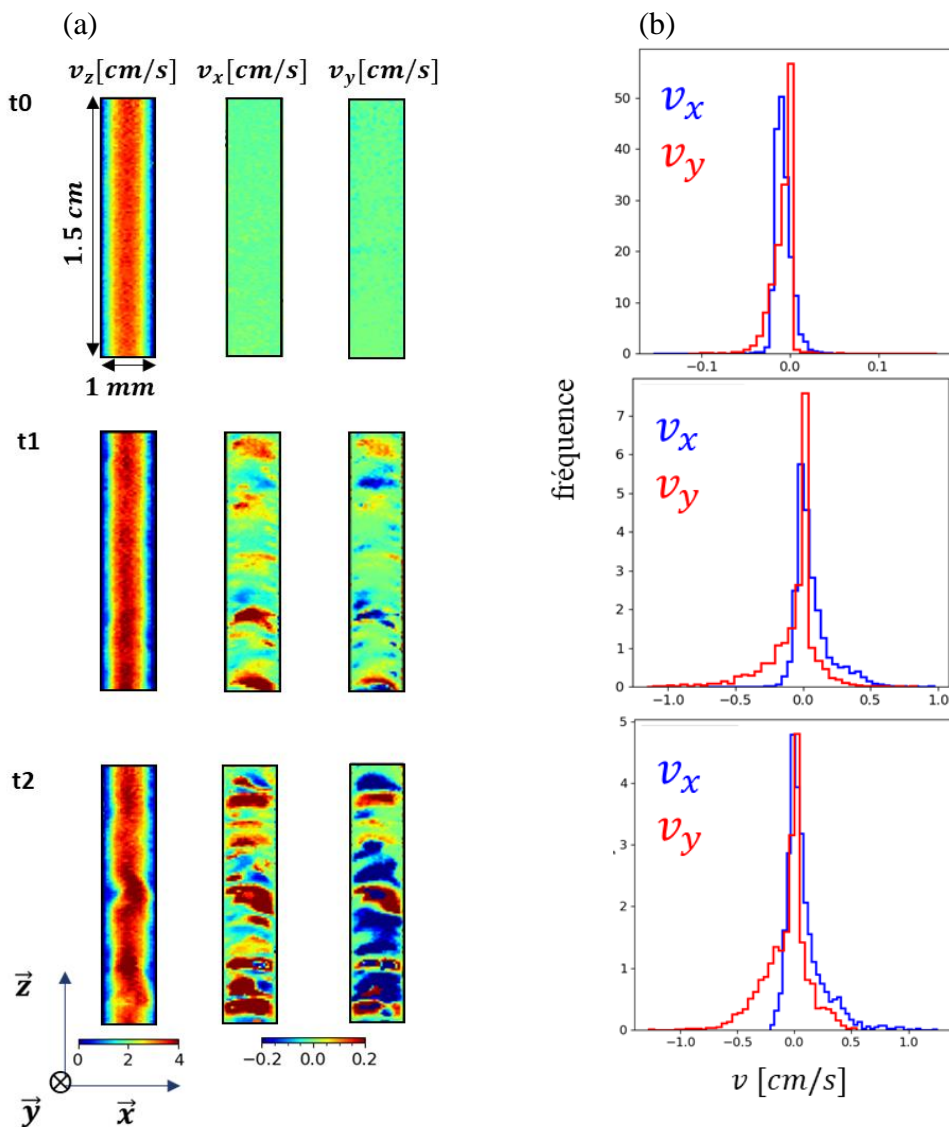 (a)
(b)
v_z[cm/s] v_x[cm/s] v_y[cm/s]
t0
1.5 cm
1 mm
t1
t2
z
y
x
0 2 4
−0.2 0.0 0.2
v_x
v_y
50
40
30
20
10
0
−0.1 0.0 0.1
fréquence
v_x
v_y
7
6
5
4
3
2
1
0
−1.0 −0.5 0.0 0.5 1.0
v_x
v_y
5
4
3
2
1
0
−1.0 −0.5 0.0 0.5 1.0
v [cm/s]